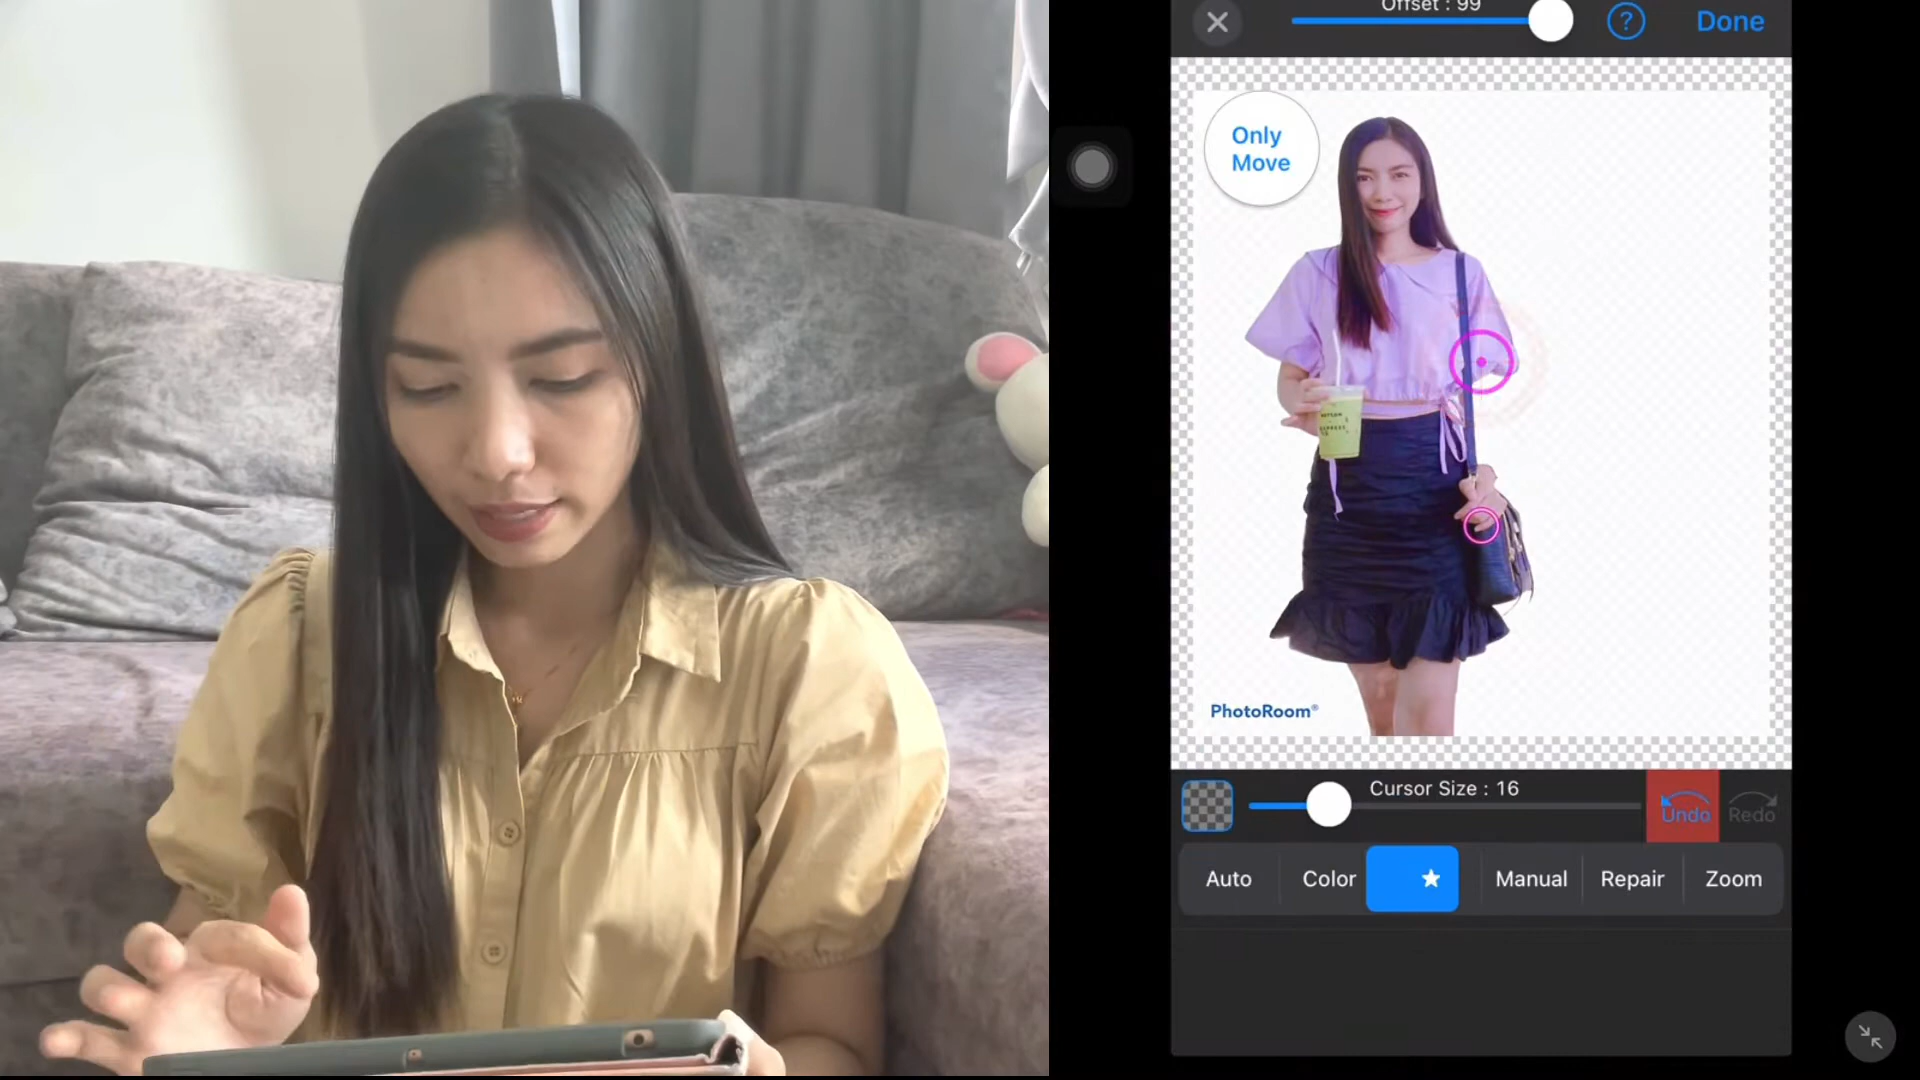 Offset : 99
?
Done
Only
Move
PhotoRoom®
Cursor Size : 16
Undo
Redo
Auto
Color
Manual
Repair
Zoom